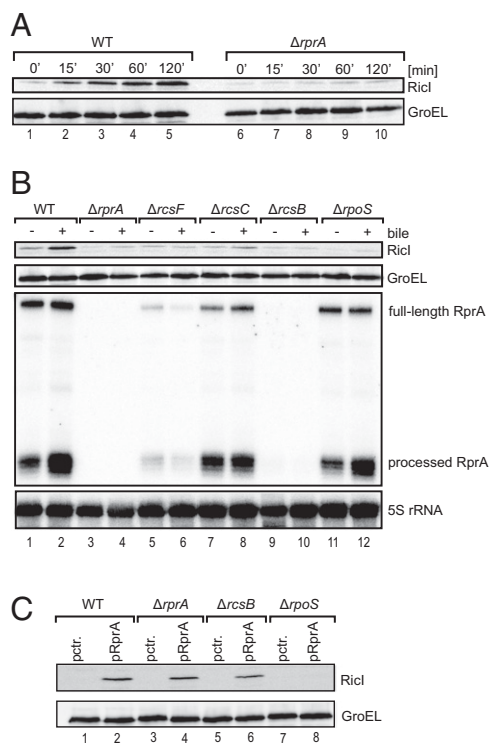 A
WT ΔrprA
0' 15' 30' 60' 120' 0' 15' 30' 60' 120' [min]
RicI
GroEL
1 2 3 4 5 6 7 8 9 10
B
WT ΔrprA ΔrcsF ΔrcsC ΔrcsB ΔrpoS
- + - + - + - + - + - + bile
RicI
GroEL
full-length RprA
processed RprA
5S rRNA
1 2 3 4 5 6 7 8 9 10 11 12
C
WT ΔrprA ΔrcsB ΔrpoS
pctr. pRprA pctr. pRprA pctr. pRprA pctr. pRprA
RicI
GroEL
1 2 3 4 5 6 7 8